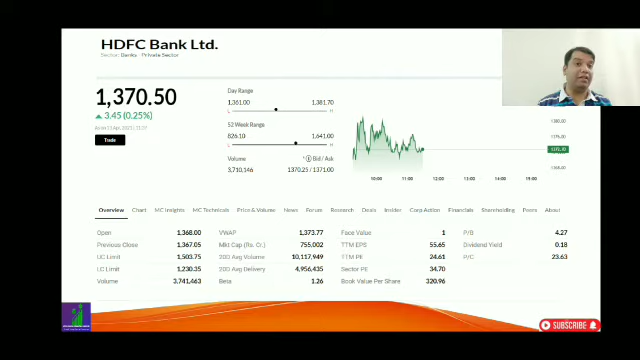 HDFC Bank Ltd.
Sector: Banks - Private Sector
1,370.50
3.45 (0.25%)
Trade
Day Range
1,361.00 1,381.70
L H
52 Week Range
826.10 1,641.00
L H
Volume Bid / Ask
3,710,146 1370.25 / 1371.00
10:00 11:00 12:00 13:00 14:00 15:00
Overview Chart MC Insights MC Technicals Price & Volume News Forum Research Deals Insider Corp Action Financials Shareholding Peers About
Open 1,368.00 VWAP 1,373.77 Face Value 1 P/B 4.27
Previous Close 1,367.05 Mkt Cap (Rs. Cr.) 755,002 TTM EPS 55.65 Dividend Yield 0.18
UC Limit 1,503.75 20D Avg Volume 10,117,949 TTM PE 24.61 P/C 23.63
LC Limit 1,230.35 20D Avg Delivery 4,956,435 Sector PE 34.70
Volume 3,741,463 Beta 1.26 Book Value Per Share 320.96
SUBSCRIBE